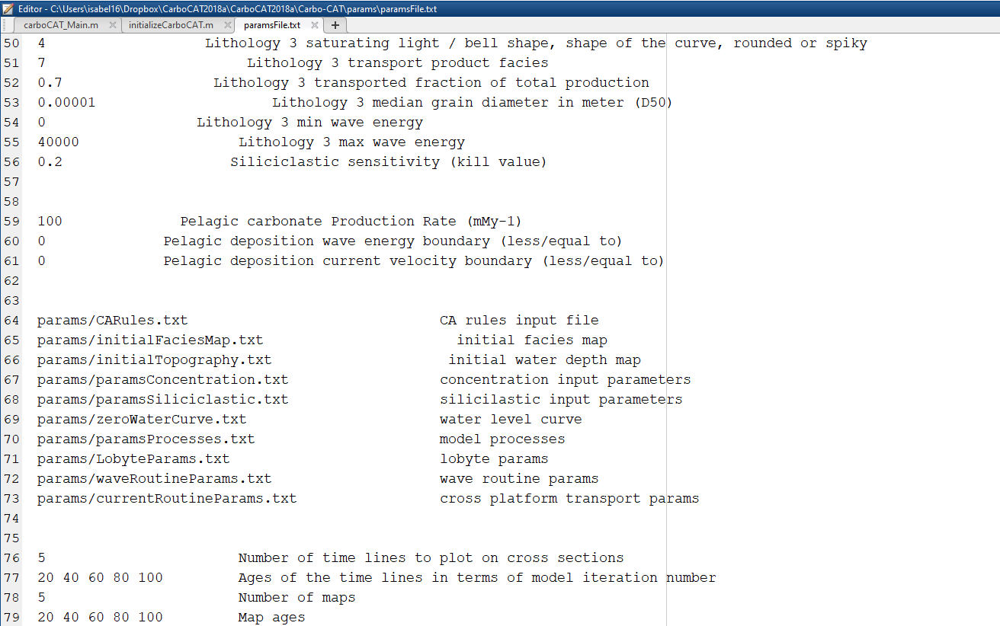 Editor - C:\Users\isabel16\Dropbox\CarboCAT2018a\CarboCAT2018a\Carbo-CAT\params\paramsFile.txt
carboCAT_Main.m × initializeCarboCAT.m × paramsFile.txt × +
50 4 Lithology 3 saturating light / bell shape, shape of the curve, rounded or spiky
51 7 Lithology 3 transport product facies
52 0.7 Lithology 3 transported fraction of total production
53 0.00001 Lithology 3 median grain diameter in meter (D50)
54 0 Lithology 3 min wave energy
55 40000 Lithology 3 max wave energy
56 0.2 Siliciclastic sensitivity (kill value)
57
58
59 100 Pelagic carbonate Production Rate (mMy-1)
60 0 Pelagic deposition wave energy boundary (less/equal to)
61 0 Pelagic deposition current velocity boundary (less/equal to)
62
63
64 params/CARules.txt CA rules input file
65 params/initialFaciesMap.txt initial facies map
66 params/initialTopography.txt initial water depth map
67 params/paramsConcentration.txt concentration input parameters
68 params/paramsSiliciclastic.txt silicilastic input parameters
69 params/zeroWaterCurve.txt water level curve
70 params/paramsProcesses.txt model processes
71 params/LobyteParams.txt lobyte params
72 params/waveRoutineParams.txt wave routine params
73 params/currentRoutineParams.txt cross platform transport params
74
75
76 5 Number of time lines to plot on cross sections
77 20 40 60 80 100 Ages of the time lines in terms of model iteration number
78 5 Number of maps
79 20 40 60 80 100 Map ages